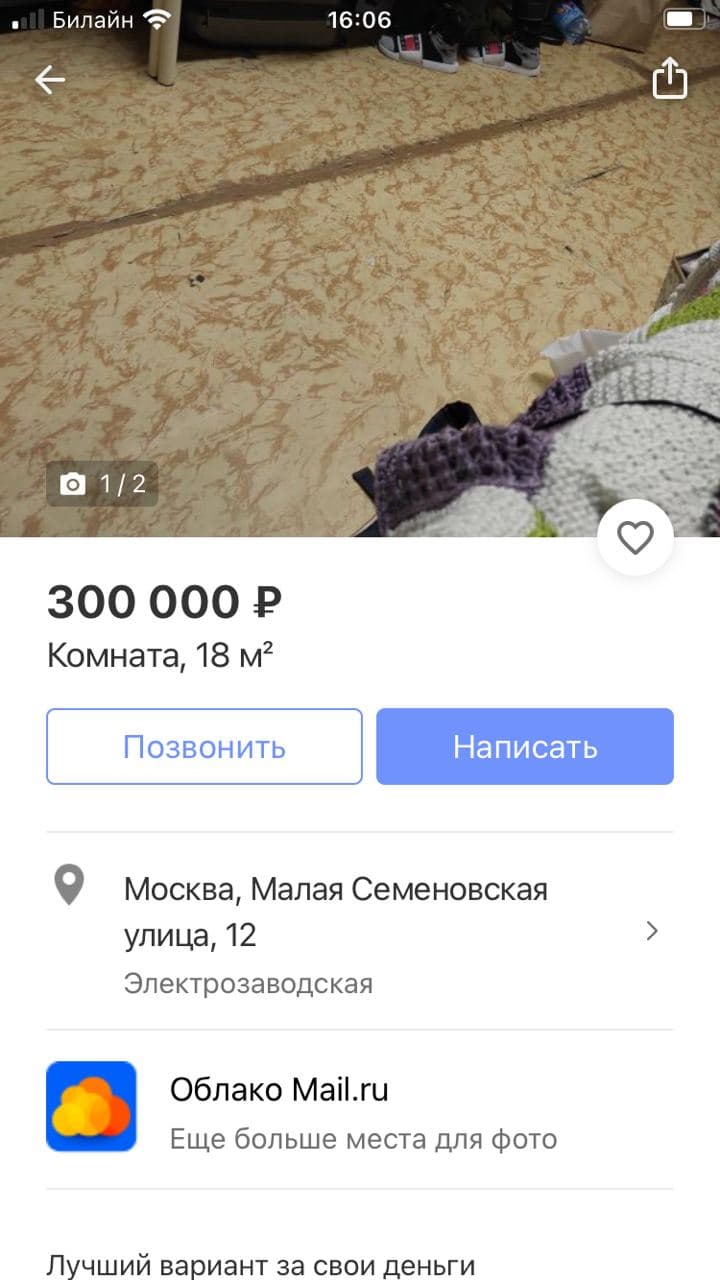 Билайн 16:06
1 / 2
300 000 ₽
Комната, 18 м²
Позвонить Написать
Москва, Малая Семеновская
улица, 12
Электрозаводская
Облако Mail.ru
Еще больше места для фото
Лучший вариант за свои деньги